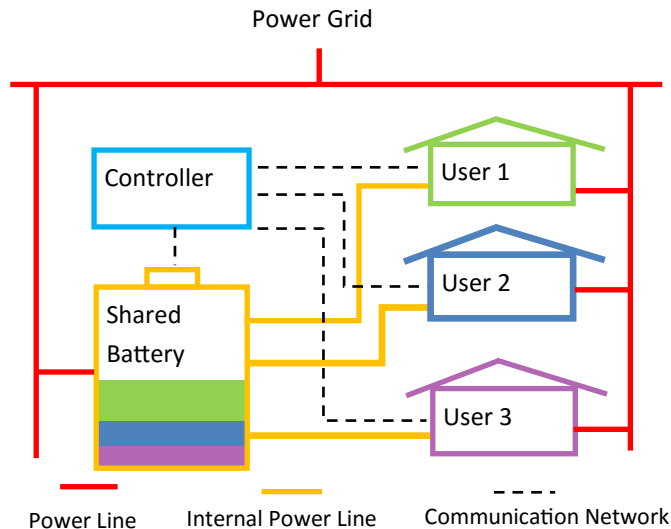 Power Grid
Controller
User 1
User 2
Shared
Battery
User 3
Power Line
Internal Power Line
Communication Network